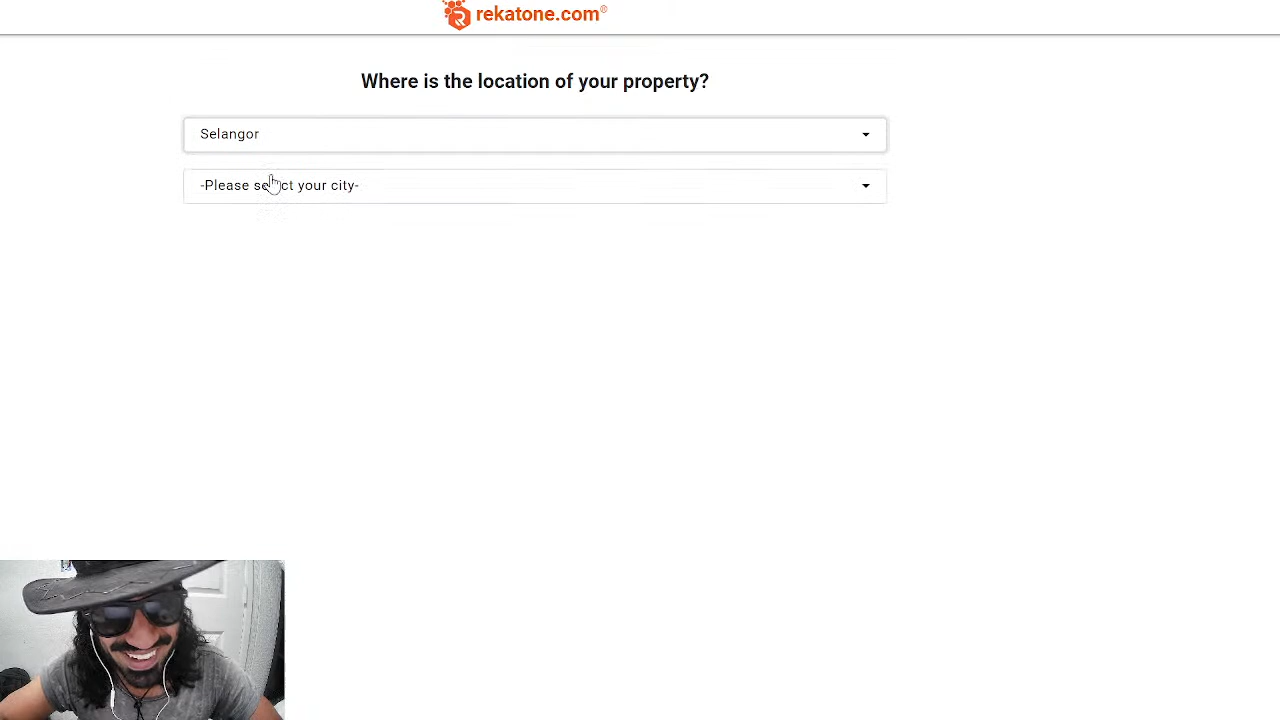 rekatone.com®
Where is the location of your property?
Selangor
-Please select your city-